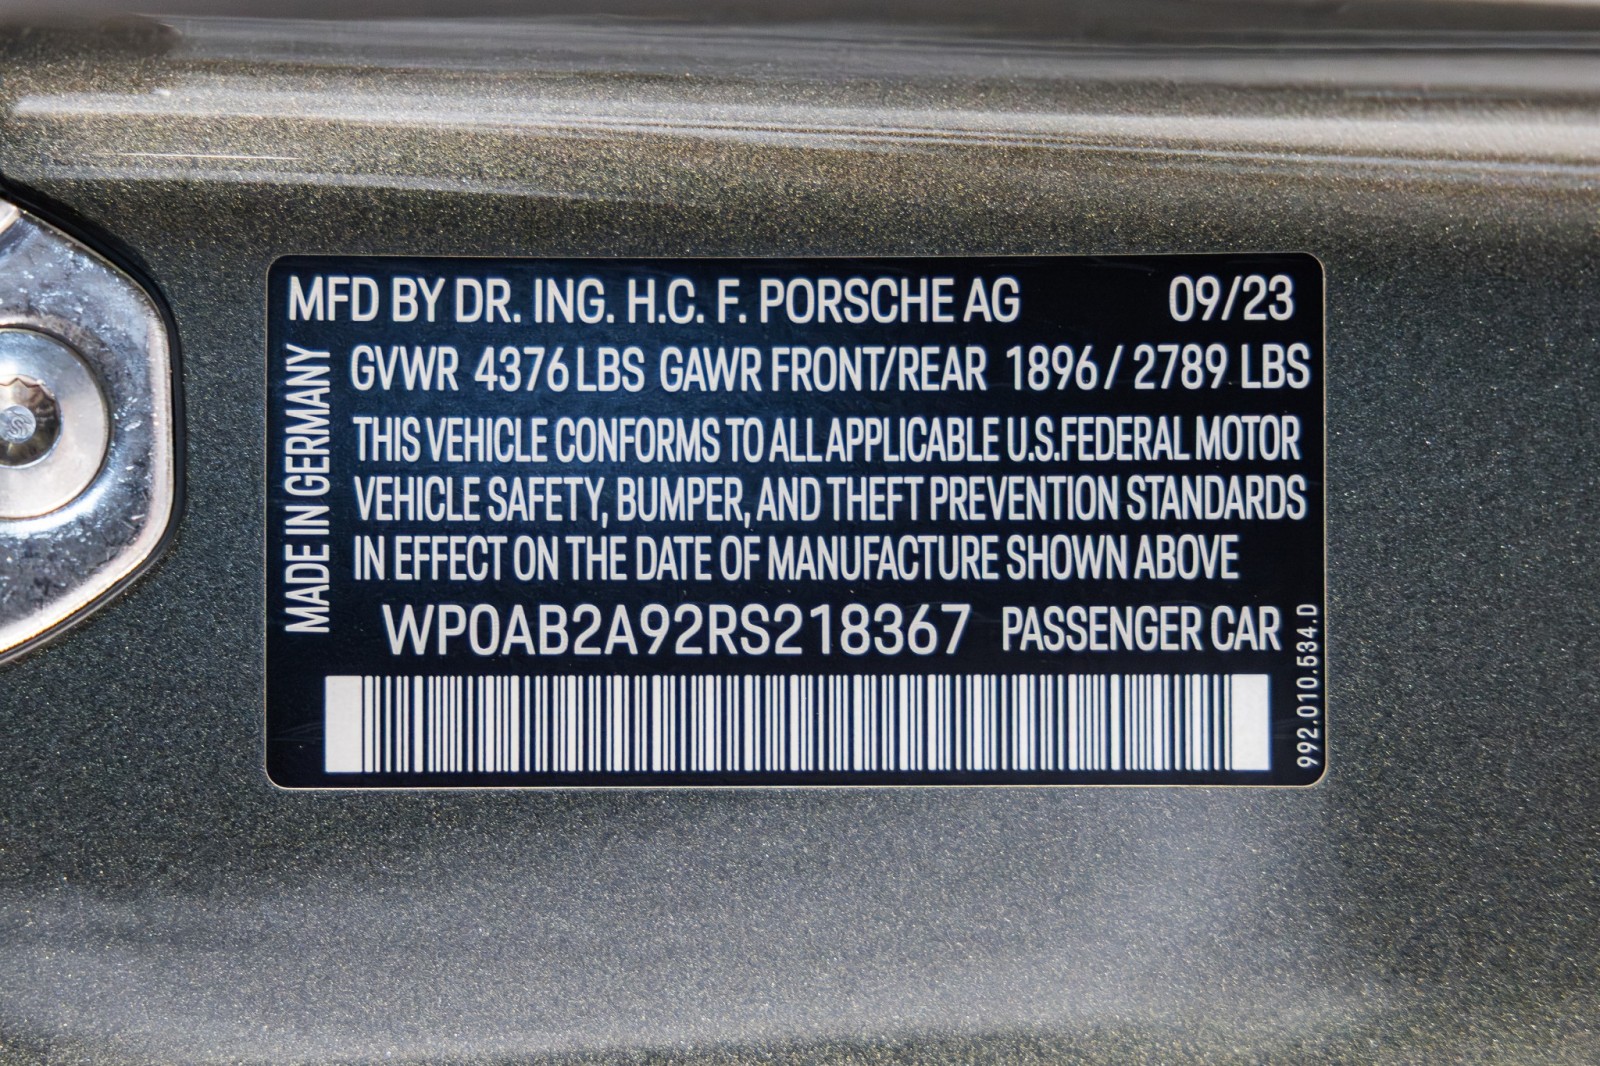 MFD BY DR. ING. H.C. F. PORSCHE AG 09/23
MADE IN GERMANY
GVWR 4376 LBS GAWR FRONT/REAR 1896 / 2789 LBS
THIS VEHICLE CONFORMS TO ALL APPLICABLE U.S.FEDERAL MOTOR
VEHICLE SAFETY, BUMPER, AND THEFT PREVENTION STANDARDS
IN EFFECT ON THE DATE OF MANUFACTURE SHOWN ABOVE
WP0AB2A92RS218367 PASSENGER CAR
992.010.534.D